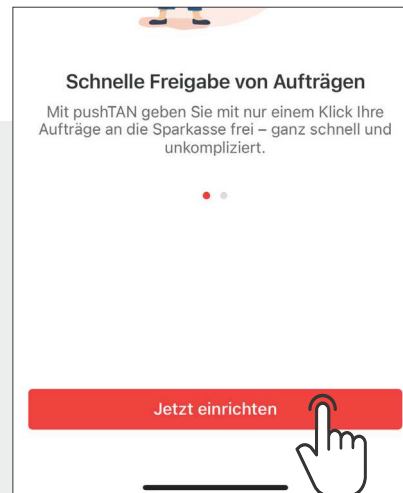 Schnelle Freigabe von Aufträgen
Mit pushTAN geben Sie mit nur einem Klick Ihre
Aufträge an die Sparkasse frei – ganz schnell und
unkompliziert.
Jetzt einrichten